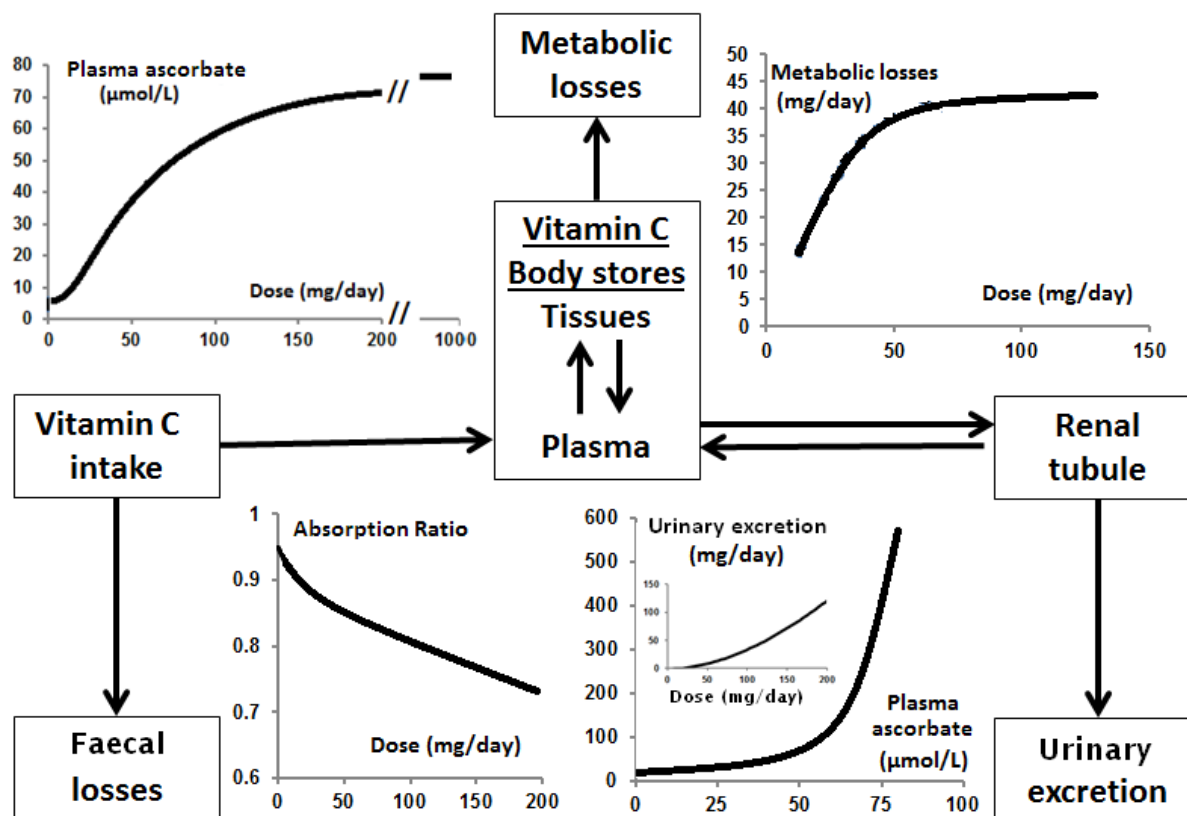 Metabolic
losses
Plasma ascorbate
(µmol/L)
80
70
60
50
40
30
20
10
0
//
Dose (mg/day)
//
0
50
100
150
200
1000
50
45
40
35
30
25
20
15
10
5
0
Metabolic losses
(mg/day)
Dose (mg/day)
0
50
100
150
Vitamin C
Body stores
Tissues
Plasma
Vitamin C
intake
Renal
tubule
1
0.9
0.8
0.7
0.6
Absorption Ratio
Dose (mg/day)
0
50
100
150
200
600
500
400
300
200
100
0
Urinary excretion
(mg/day)
150
100
50
0
0
50
100
150
200
Dose (mg/day)
Plasma
ascorbate
(µmol/L)
0
25
50
75
100
Faecal
losses
Urinary
excretion